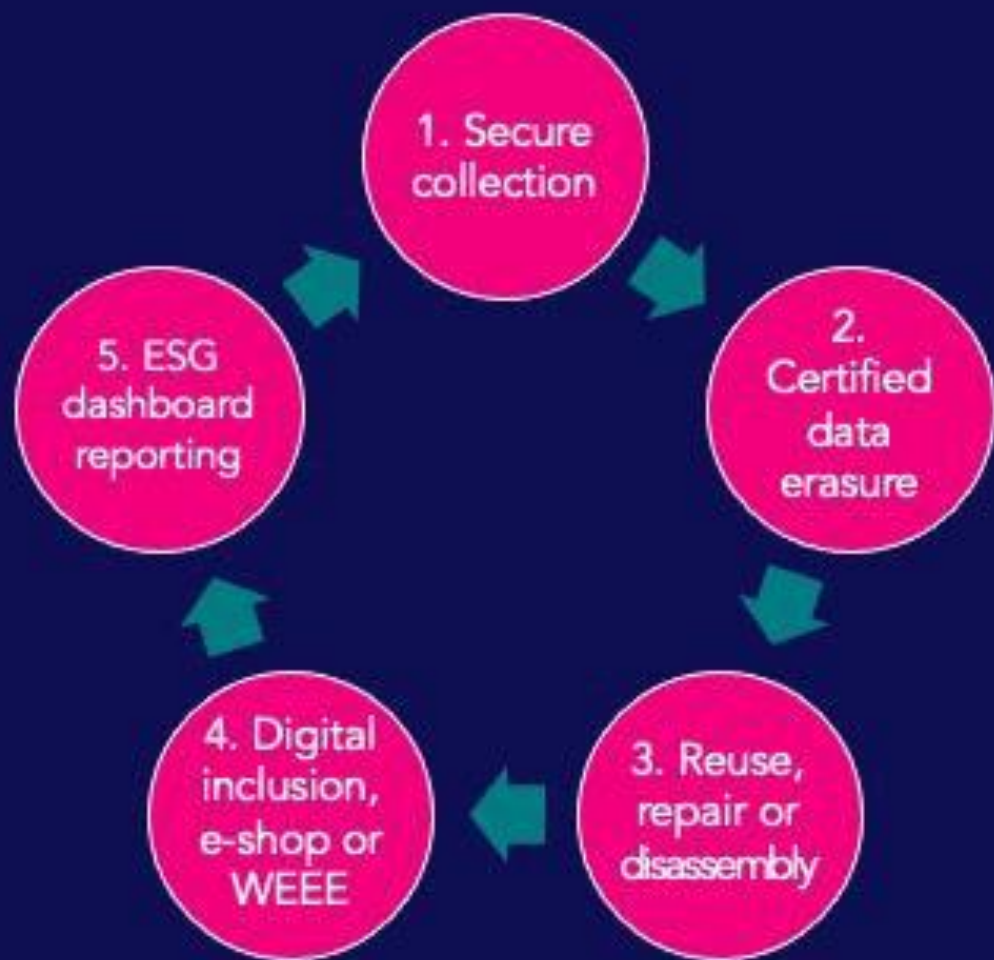 1. Secure
collection
2.
Certified
data
erasure
3. Reuse,
repair or
disassembly
4. Digital
inclusion,
e-shop or
WEEE
5. ESG
dashboard
reporting